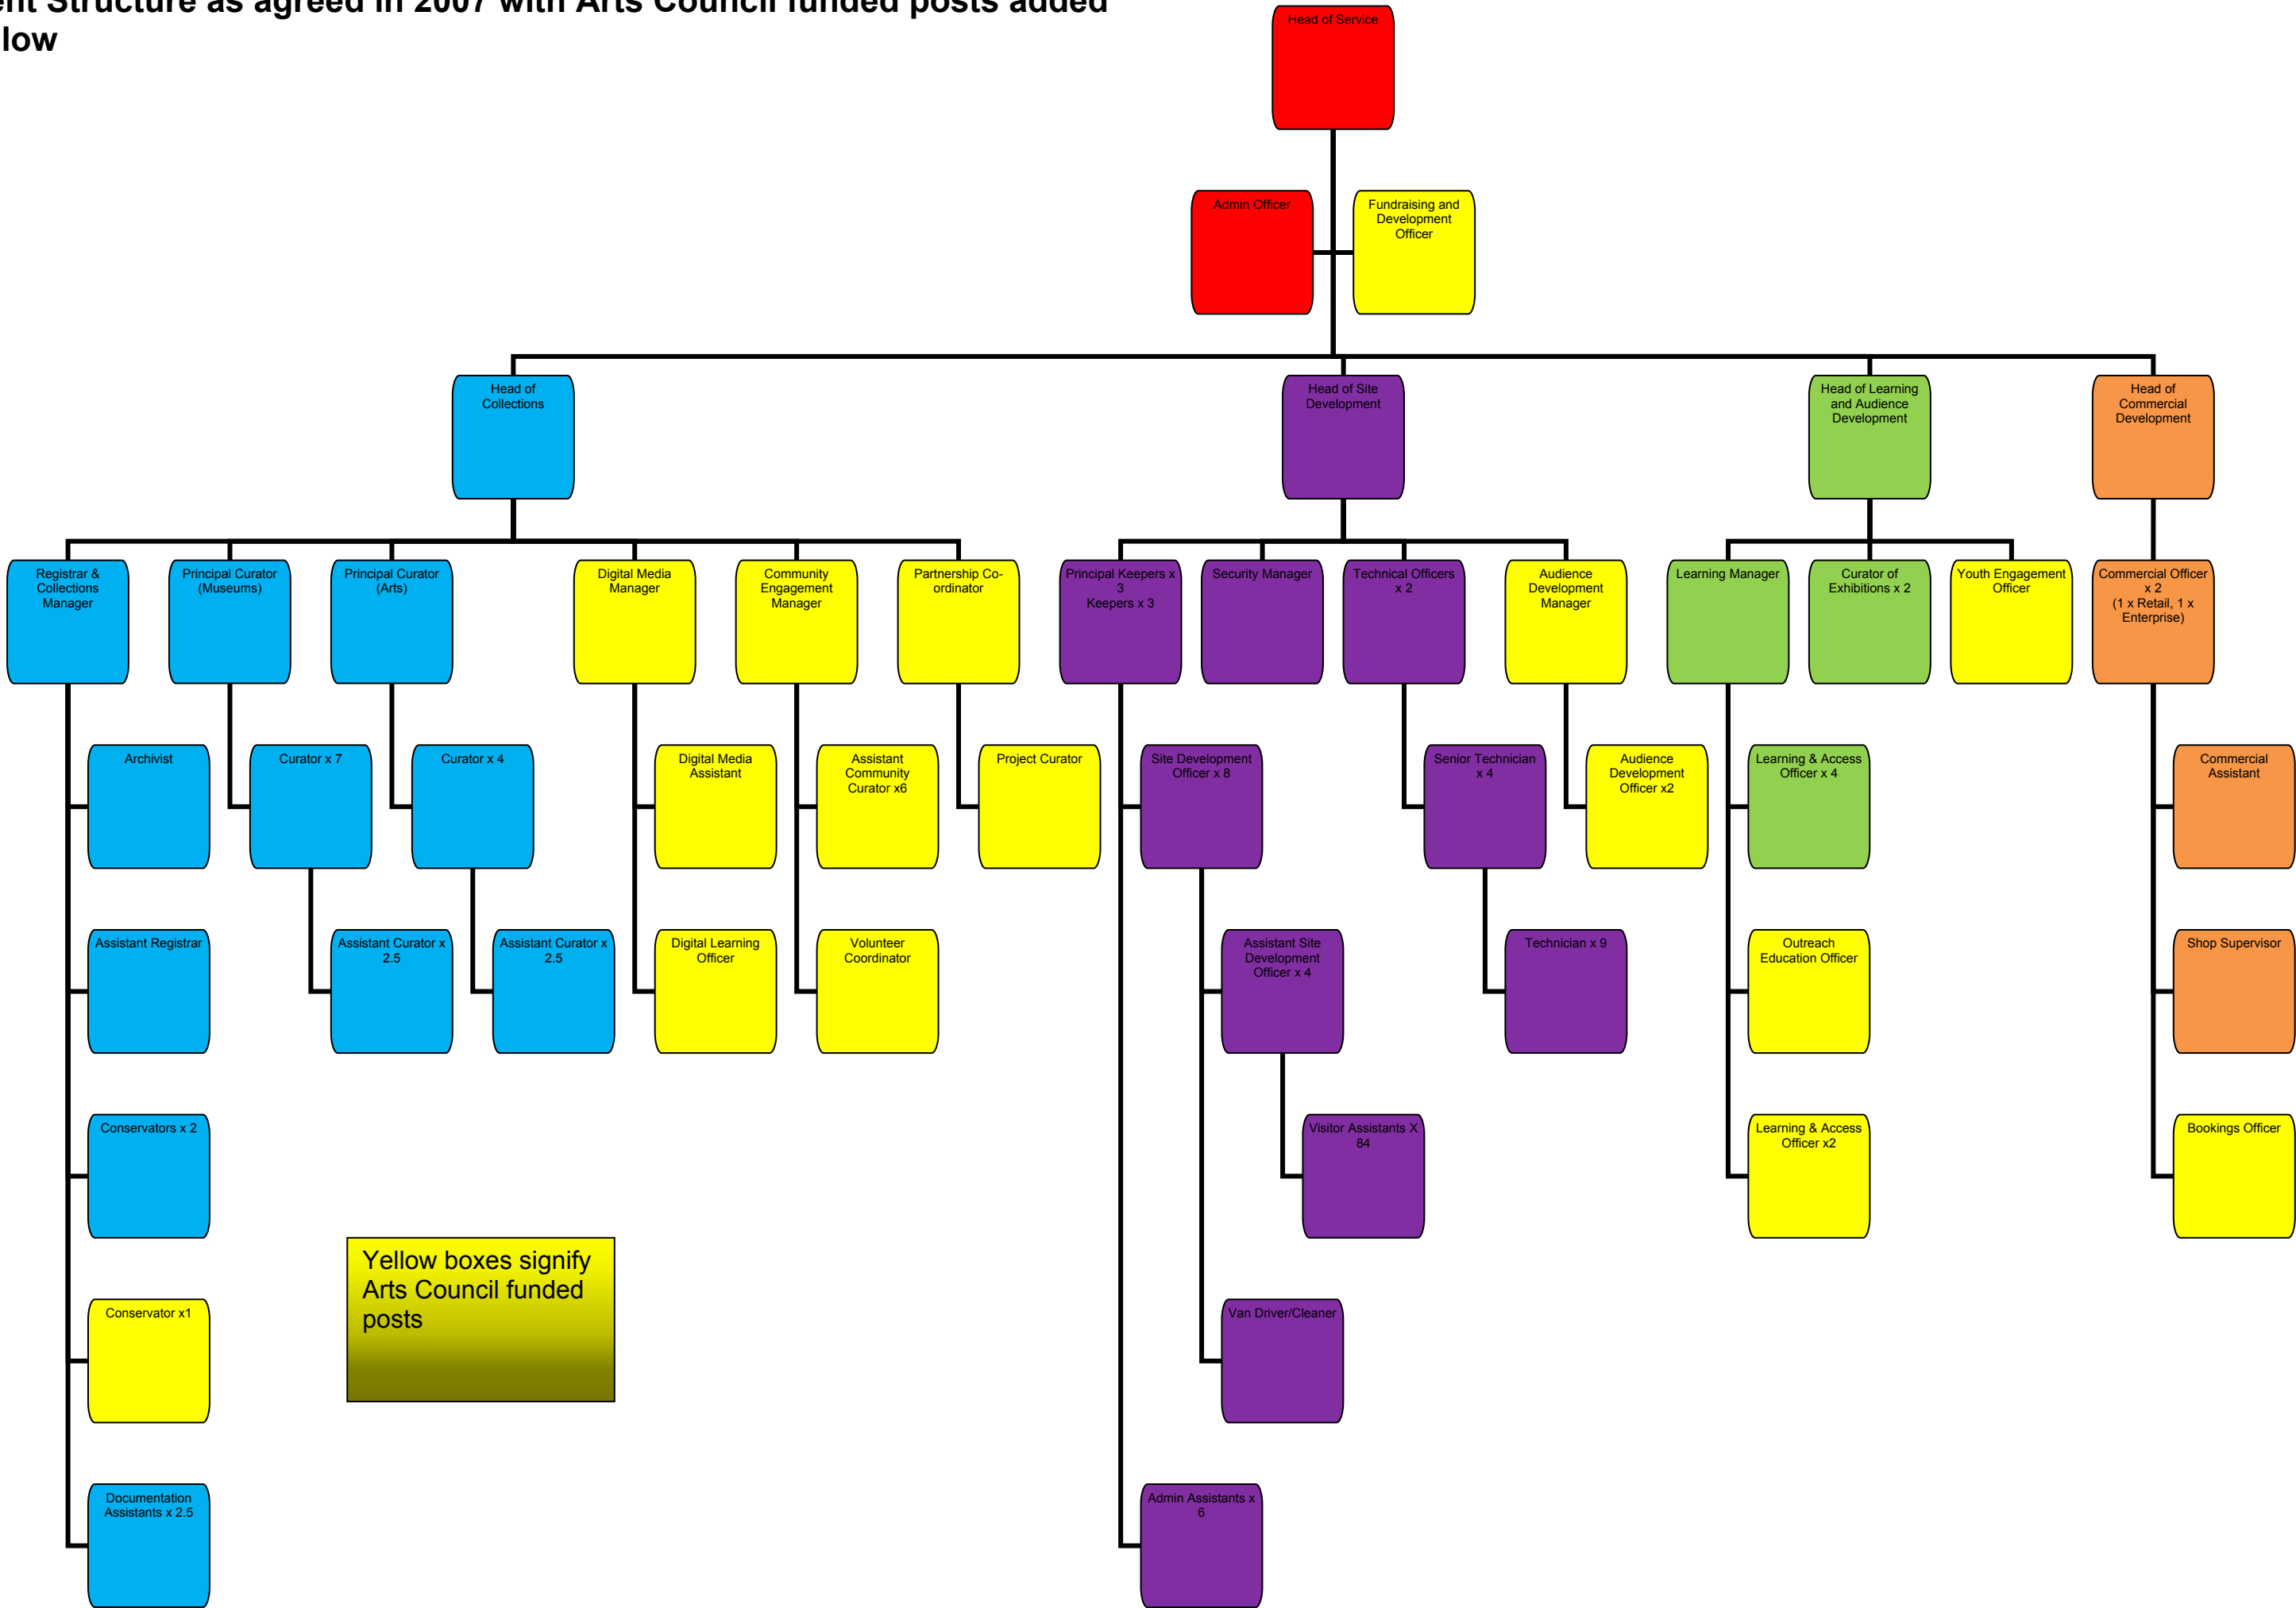 ent Structure as agreed in 2007 with Arts Council funded posts added
low
Head of Service
Admin Officer
Fundraising and
Development
Officer
Head of
Collections
Head of Site
Development
Head of Learning
and Audience
Development
Head of
Commercial
Development
Registrar &
Collections
Manager
Principal Curator
(Museums)
Principal Curator
(Arts)
Digital Media
Manager
Community
Engagement
Manager
Partnership Co-
ordinator
Principal Keepers x
3
Keepers x 3
Security Manager
Technical Officers
x 2
Audience
Development
Manager
Learning Manager
Curator of
Exhibitions x 2
Youth Engagement
Officer
Commercial Officer
x 2
(1 x Retail, 1 x
Enterprise)
Archivist
Curator x 7
Curator x 4
Digital Media
Assistant
Assistant
Community
Curator x6
Project Curator
Site Development
Officer x 8
Senior Technician
x 4
Audience
Development
Officer x2
Learning & Access
Officer x 4
Commercial
Assistant
Assistant Registrar
Assistant Curator x
2.5
Assistant Curator x
2.5
Digital Learning
Officer
Volunteer
Coordinator
Assistant Site
Development
Officer x 4
Technician x 9
Outreach
Education Officer
Shop Supervisor
Conservators x 2
Visitor Assistants X
84
Learning & Access
Officer x2
Bookings Officer
Yellow boxes signify
Arts Council funded
posts
Conservator x1
Van Driver/Cleaner
Documentation
Assistants x 2.5
Admin Assistants x
6